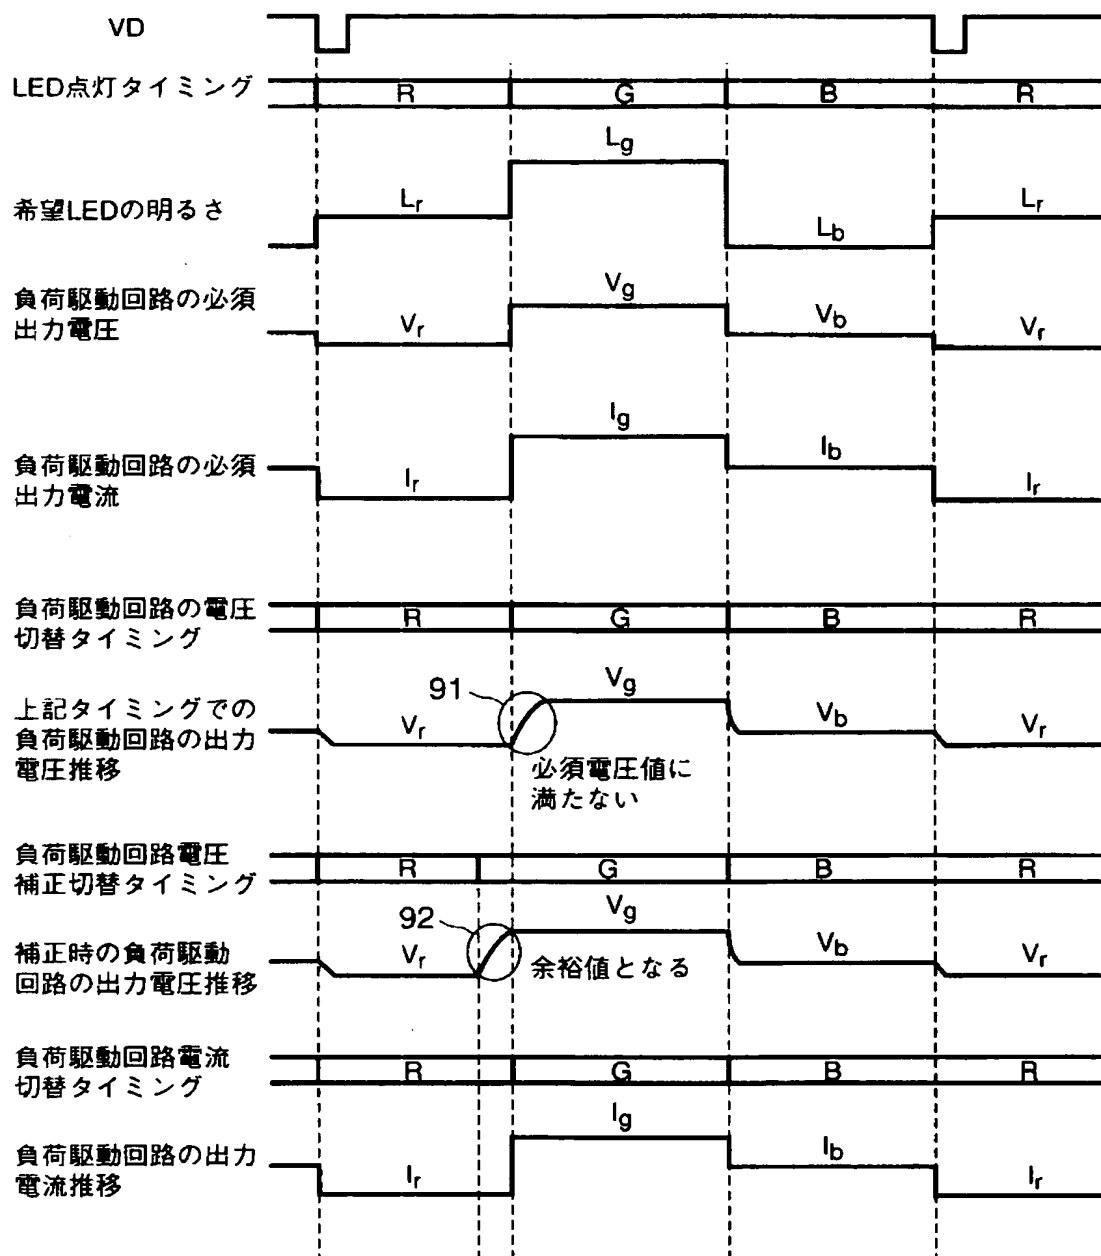 VD
LED点灯タイミング
R G B R
希望LEDの明るさ
Lr Lg Lb Lr
負荷駆動回路の必須
出力電圧
Vr Vg Vb Vr
負荷駆動回路の必須
出力電流
Ir Ig Ib Ir
負荷駆動回路の電圧
切替タイミング
R G B R
上記タイミングでの
負荷駆動回路の出力
電圧推移
Vr 91 Vg Vb Vr
必須電圧値に
満たない
負荷駆動回路電圧
補正切替タイミング
R G B R
補正時の負荷駆動
回路の出力電圧推移
Vr 92 Vg Vb Vr
余裕値となる
負荷駆動回路電流
切替タイミング
R G B R
負荷駆動回路の出力
電流推移
Ir Ig Ib Ir